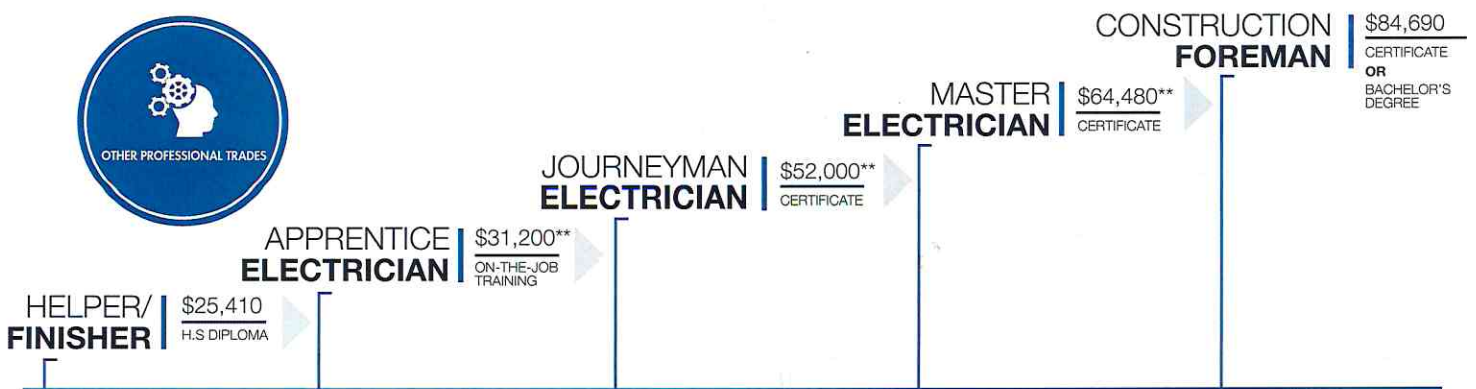 OTHER PROFESSIONAL TRADES
HELPER/
FINISHER
$25,410
H.S DIPLOMA
APPRENTICE
ELECTRICIAN
$31,200**
ON-THE-JOB
TRAINING
JOURNEYMAN
ELECTRICIAN
$52,000**
CERTIFICATE
MASTER
ELECTRICIAN
$64,480**
CERTIFICATE
CONSTRUCTION
FOREMAN
$84,690
CERTIFICATE
OR
BACHELOR'S
DEGREE